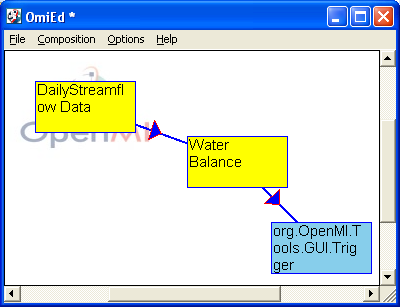 OmiEd *
File Composition Options Help
DailyStreamfl
ow Data
OpenMI
Water
Balance
org.OpenMI.T
ools.GUI.Trig
ger